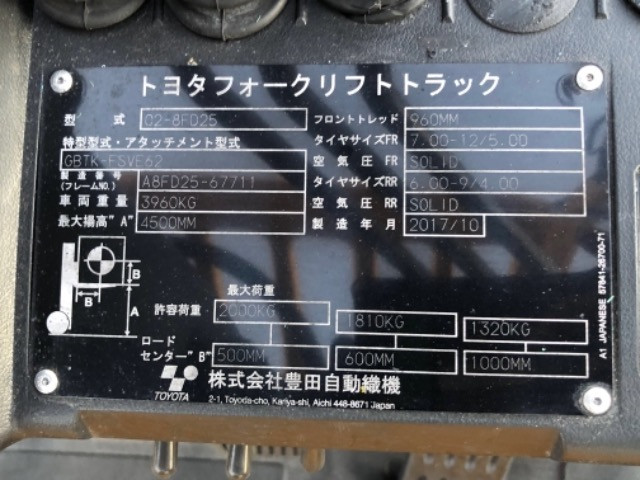 トヨタフォークリフトトラック
型式 02-8FD25 フロントトレッド 960MM
特型型式・アタッチメント型式 タイヤサイズFR 7.00-12/5.00
GBTK-FSVE62 空気圧FR SOLID
製造番号(フレームNO.) A8FD25-67711 タイヤサイズRR 6.00-9/4.00
車両重量 3960KG 空気圧RR SOLID
最大揚高"A" 4500MM 製造年月 2017/10
B
B A
最大荷重
許容荷重 2000KG 1810KG 1320KG
ロード
センター"B" 500MM 600MM 1000MM
TOYOTA 株式会社豊田自動織機
2-1, Toyoda-cho, Kariya-shi, Aichi 448-8671 Japan
A1 JAPANESE 57641-26700-71